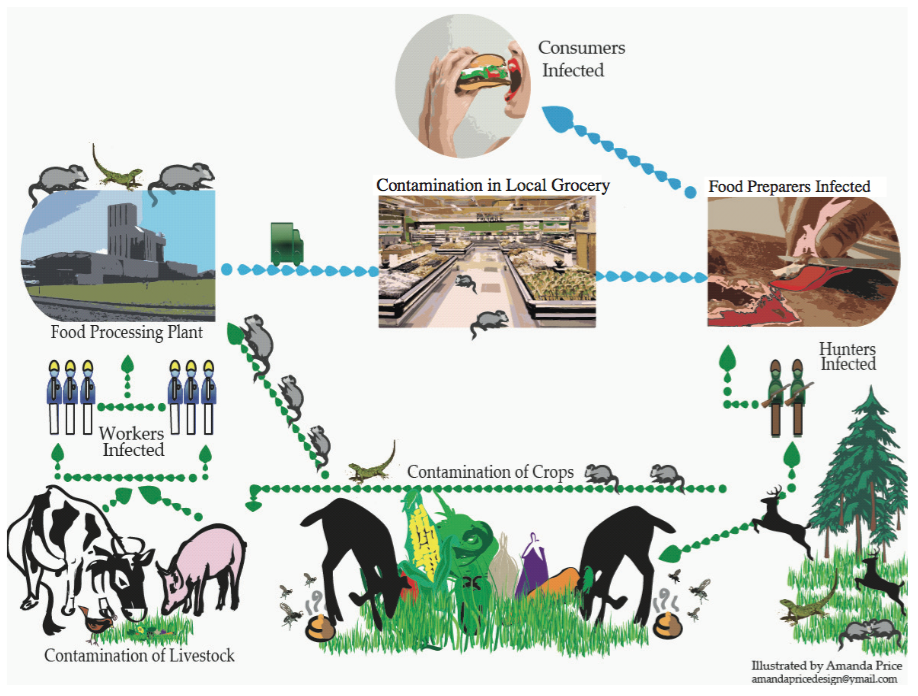 Consumers
Infected
Contamination in Local Grocery
Food Preparers Infected
Food Processing Plant
Hunters
Infected
Workers
Infected
Contamination of Crops
Contamination of Livestock
Illustrated by Amanda Price
amandapricedesign@ymail.com